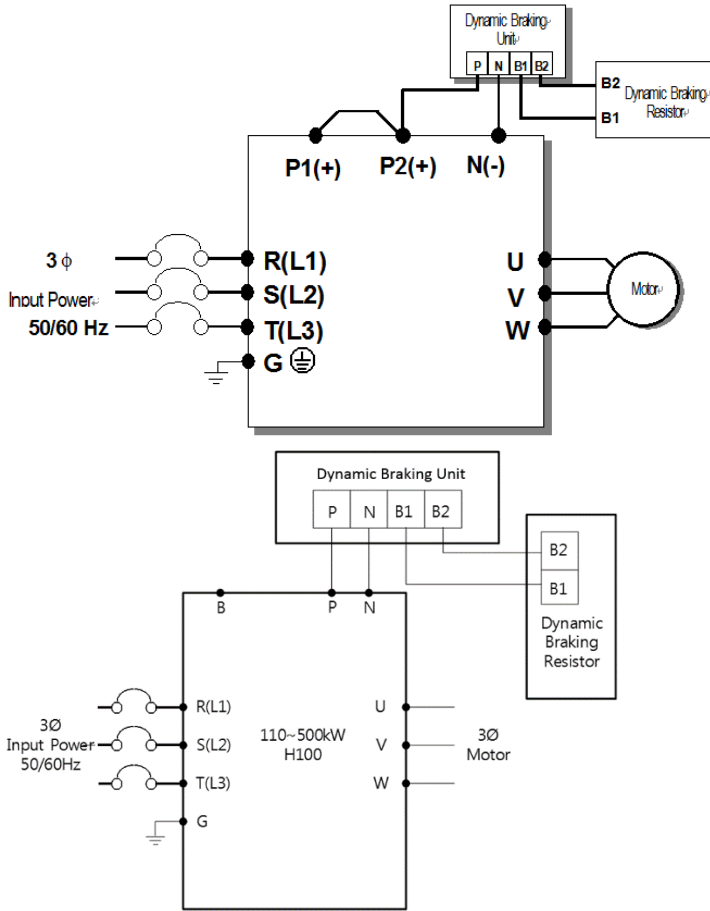 Dynamic Braking
Unit
P N B1 B2
B2
B1
Dynamic Braking
Resistor
P1(+) P2(+) N(-)
3 ϕ
Input Power
50/60 Hz
R(L1)
S(L2)
T(L3)
G
U
V
W
Motor
Dynamic Braking Unit
P N B1 B2
B2
B1
Dynamic
Braking
Resistor
B P N
3Ø
Input Power
50/60Hz
R(L1)
S(L2)
T(L3)
G
110~500kW
H100
U
V
W
3Ø
Motor